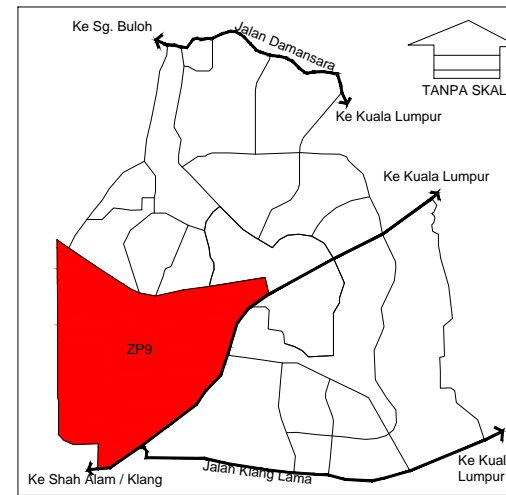 Ke Sg. Buloh
Jalan Damansara
TANPA SKAL
Ke Kuala Lumpur
Ke Kuala Lumpur
ZP9
Ke Shah Alam / Klang
Jalan Klang Lama
Ke Kual
Lumpur